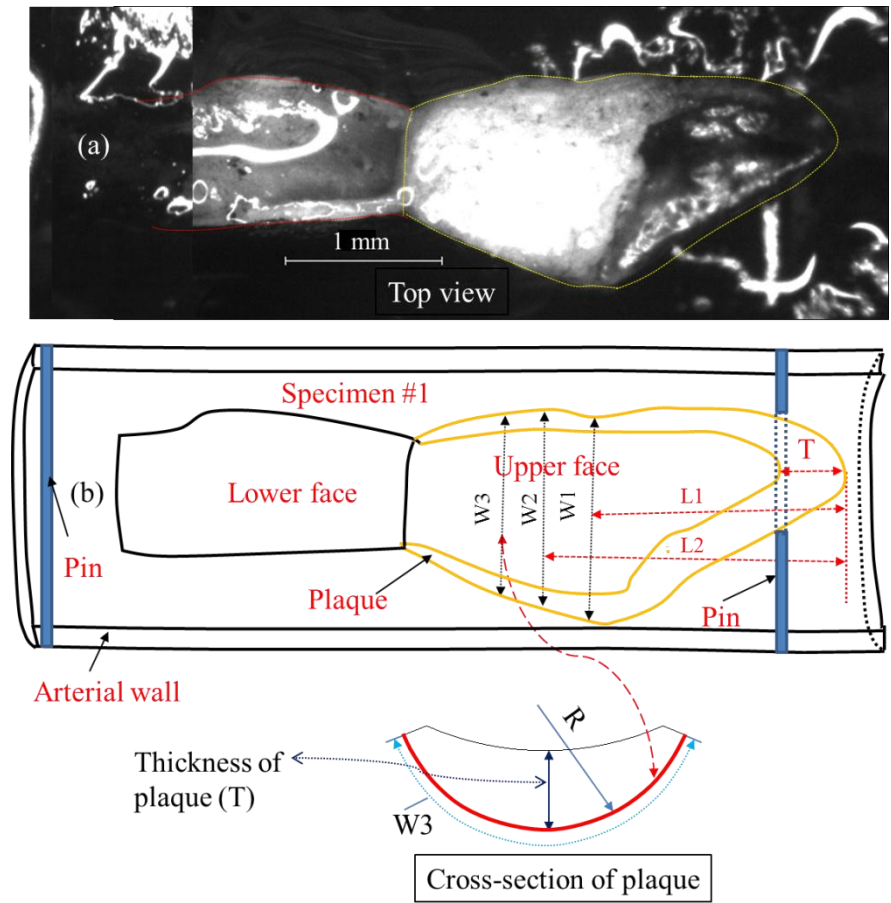 (a)
1 mm
Top view
Specimen #1
(b)
Lower face
Upper face
W3
W2
W1
T
L1
L2
Pin
Plaque
Pin
Arterial wall
R
Thickness of
plaque (T)
W3
Cross-section of plaque